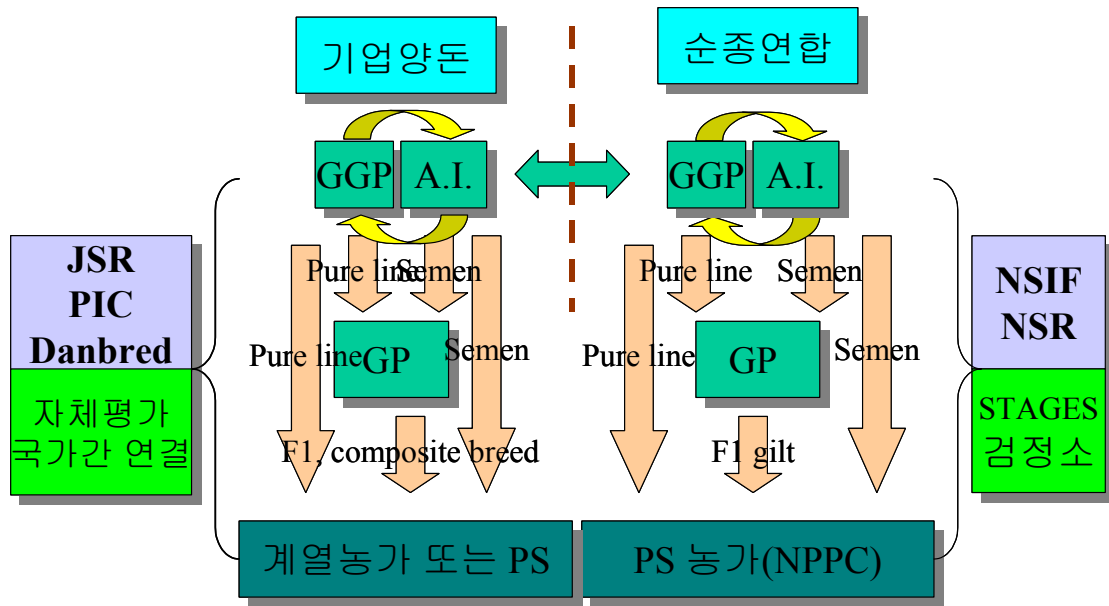 기업양돈
순종연합
GGP
A.I.
GGP
A.I.
Pure line
Semen
Pure line
Semen
JSR
PIC
Danbred
자체평가
국가간 연결
NSIF
NSR
STAGES
검정소
Pure line
GP
Semen
Pure line
GP
Semen
F1, composite breed
F1 gilt
계열농가 또는 PS
PS 농가(NPPC)